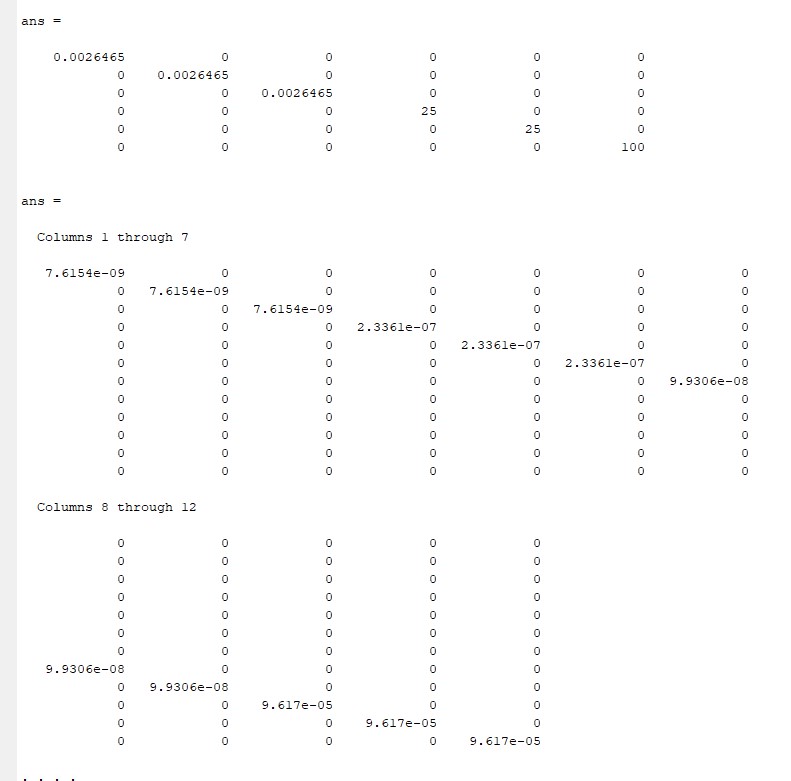 ans =
0.0026465 0 0 0 0 0
0 0.0026465 0 0 0 0
0 0 0.0026465 0 0 0
0 0 0 25 0 0
0 0 0 0 25 0
0 0 0 0 0 100
ans =
Columns 1 through 7
7.6154e-09 0 0 0 0 0 0
0 7.6154e-09 0 0 0 0 0
0 0 7.6154e-09 0 0 0 0
0 0 0 2.3361e-07 0 0 0
0 0 0 0 2.3361e-07 0 0
0 0 0 0 0 2.3361e-07 0
0 0 0 0 0 0 9.9306e-08
0 0 0 0 0 0 0
0 0 0 0 0 0 0
0 0 0 0 0 0 0
0 0 0 0 0 0 0
0 0 0 0 0 0 0
Columns 8 through 12
0 0 0 0 0
0 0 0 0 0
0 0 0 0 0
0 0 0 0 0
0 0 0 0 0
0 0 0 0 0
0 0 0 0 0
9.9306e-08 0 0 0 0
0 9.9306e-08 0 0 0
0 0 9.617e-05 0 0
0 0 0 9.617e-05 0
0 0 0 0 9.617e-05